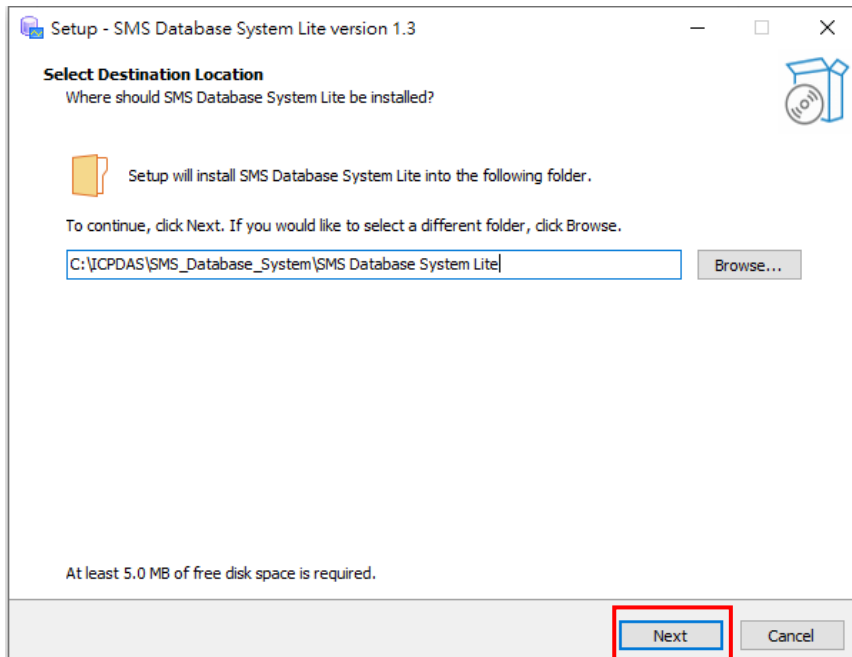 Setup - SMS Database System Lite version 1.3
Select Destination Location
Where should SMS Database System Lite be installed?
Setup will install SMS Database System Lite into the following folder.
To continue, click Next. If you would like to select a different folder, click Browse.
C:\ICPDAS\SMS_Database_System\SMS Database System Lite
Browse...
At least 5.0 MB of free disk space is required.
Next
Cancel